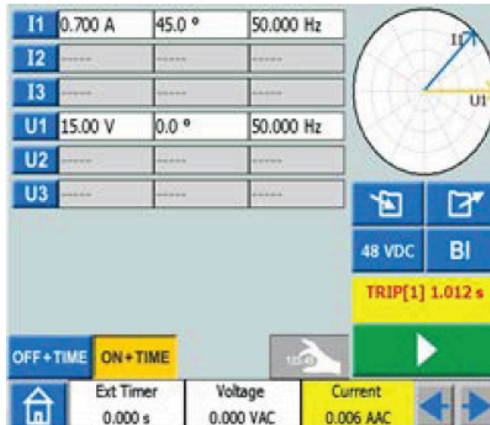 I1 0.700 A 45.0 ° 50.000 Hz
I2 ----- ----- -----
I3 ----- ----- -----
U1 15.00 V 0.0 ° 50.000 Hz
U2 ----- ----- -----
U3 ----- ----- -----
I1
U1
48 VDC BI
TRIP[1] 1.012 s
OFF+TIME ON+TIME
Ext Timer Voltage Current
0.000 s 0.000 VAC 0.006 AAC